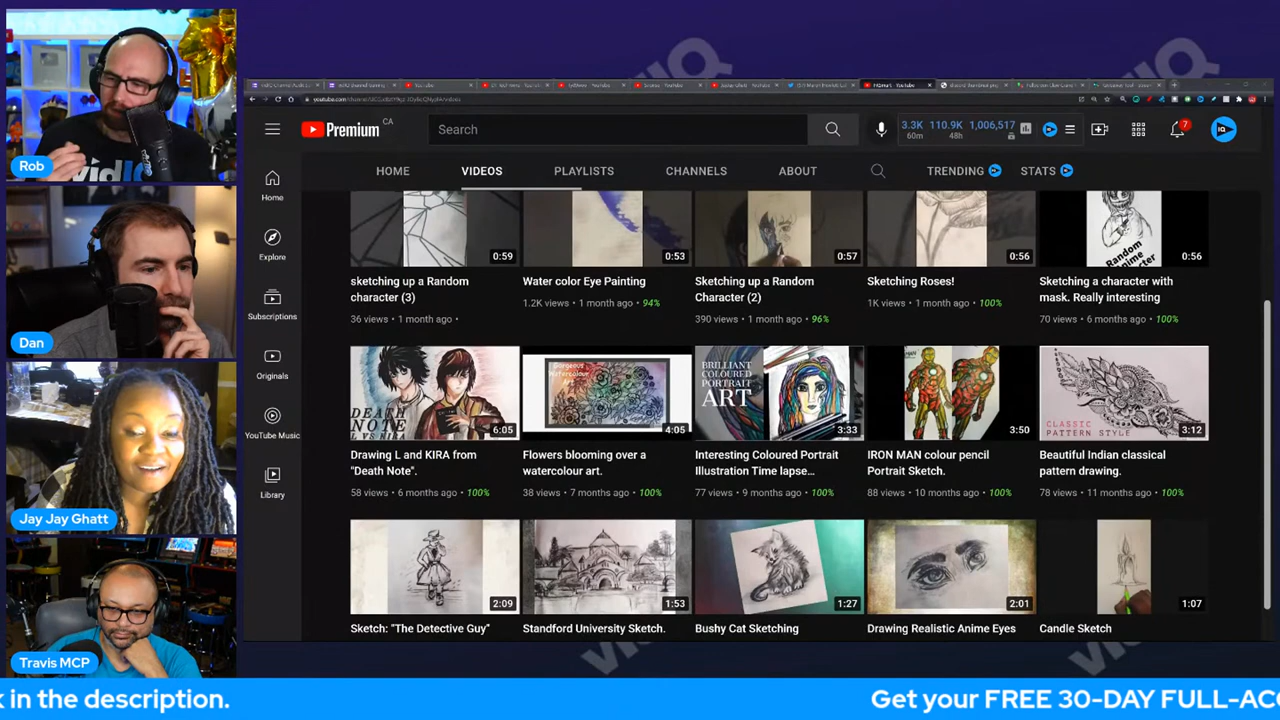 Rob
Dan
Jay Jay Ghatt
Travis MCP
Premium
CA
Search
3.3K 110.9K 1,006,517
60m 48h
7
HOME VIDEOS PLAYLISTS CHANNELS ABOUT TRENDING STATS
Home
Explore
Subscriptions
Originals
YouTube Music
Library
0:59
sketching up a Random
character (3)
36 views • 1 month ago •
0:53
Water color Eye Painting
1.2K views • 1 month ago • 94%
0:57
Sketching up a Random
Character (2)
390 views • 1 month ago • 96%
0:56
Sketching Roses!
1K views • 1 month ago • 100%
Random
anime
character
0:56
Sketching a character with
mask. Really interesting
70 views • 6 months ago • 100%
DEATH
NOTE
L VS KIRA
6:05
Drawing L and KIRA from
"Death Note".
58 views • 6 months ago • 100%
Gorgeous
Watercolour
Art
4:05
Flowers blooming over a
watercolour art.
38 views • 7 months ago • 100%
BRILLIANT
COLOURED
PORTRAIT
ART
3:33
Interesting Coloured Portrait
Illustration Time lapse...
77 views • 9 months ago • 100%
3:50
IRON MAN colour pencil
Portrait Sketch.
88 views • 10 months ago • 100%
CLASSIC
PATTERN STYLE
3:12
Beautiful Indian classical
pattern drawing.
78 views • 11 months ago • 100%
2:09
Sketch: "The Detective Guy"
1:53
Standford University Sketch.
1:27
Bushy Cat Sketching
2:01
Drawing Realistic Anime Eyes
1:07
Candle Sketch
k in the description.
Get your FREE 30-DAY FULL-ACC